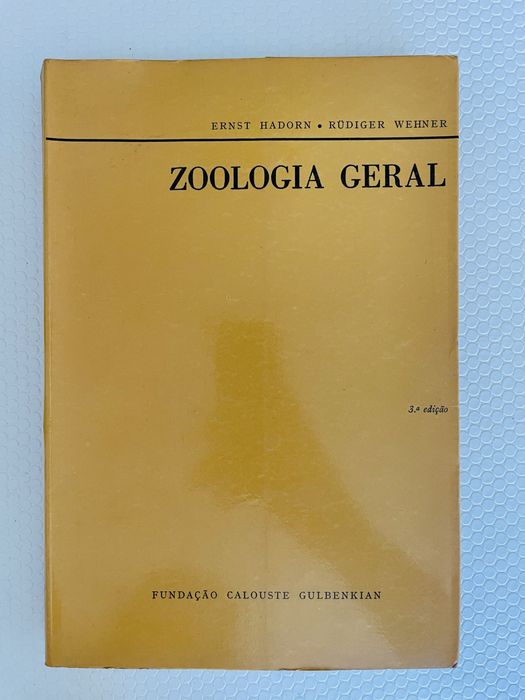 ERNST HADORN • RÜDIGER WEHNER
ZOOLOGIA GERAL
3.ª edição
FUNDAÇÃO CALOUSTE GULBENKIAN